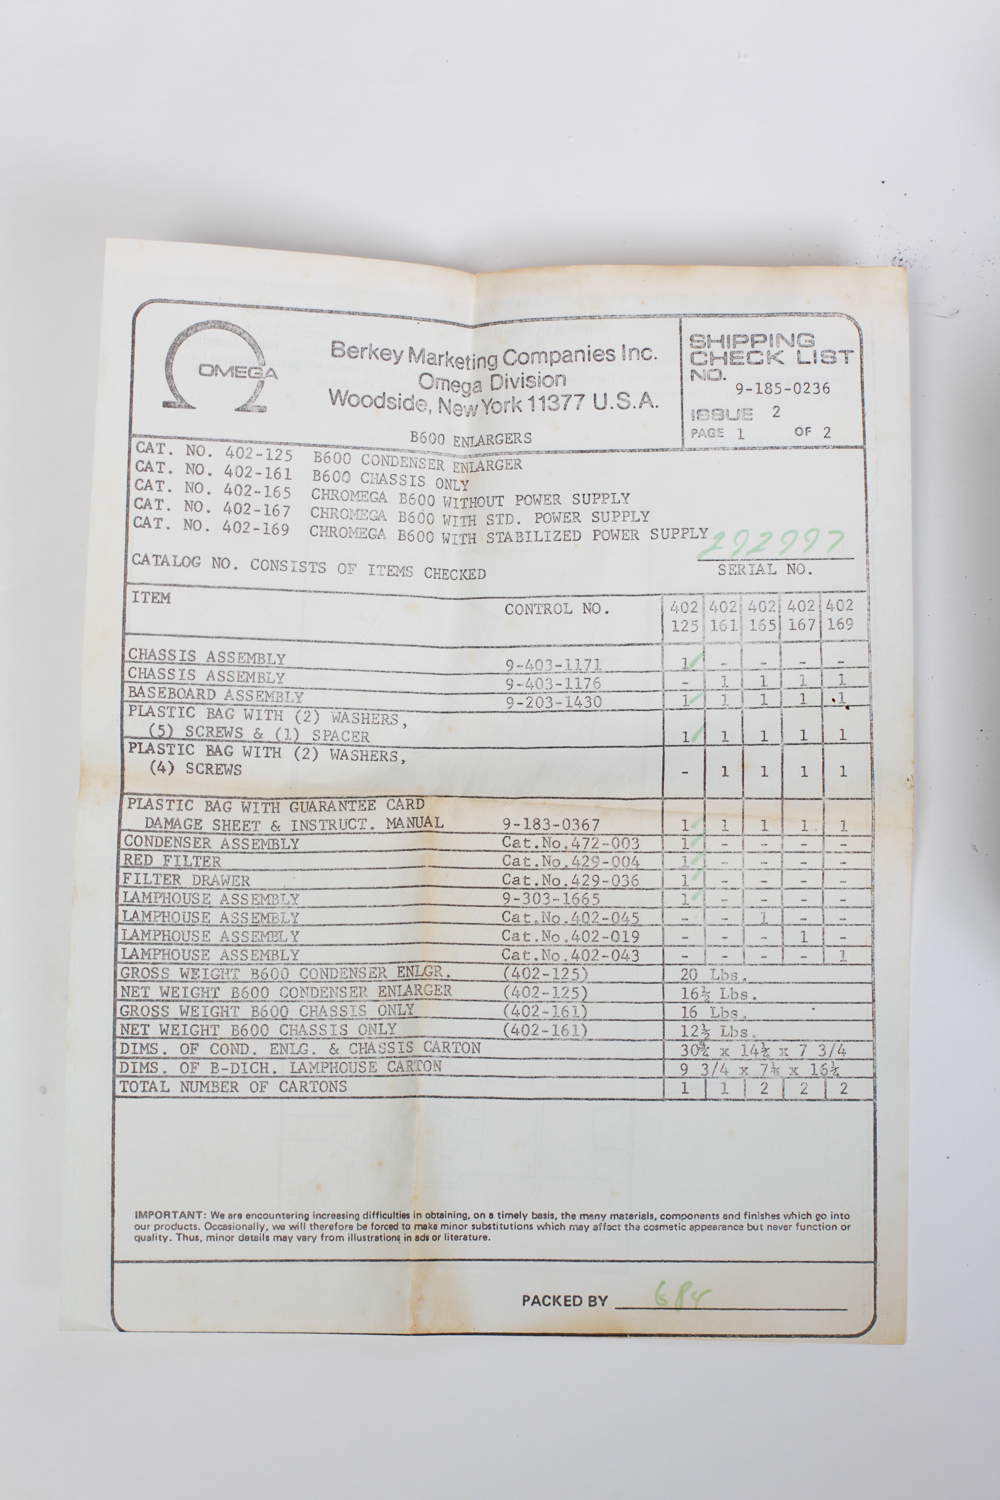 OMEGA
Berkey Marketing Companies Inc.
Omega Division
Woodside, New York 11377 U.S.A.
SHIPPING
CHECK LIST
NO.
9-185-0236
ISSUE 2
PAGE 1 OF 2
B600 ENLARGERS
CAT. NO. 402-125 B600 CONDENSER ENLARGER
CAT. NO. 402-161 B600 CHASSIS ONLY
CAT. NO. 402-165 CHROMEGA B600 WITHOUT POWER SUPPLY
CAT. NO. 402-167 CHROMEGA B600 WITH STD. POWER SUPPLY
CAT. NO. 402-169 CHROMEGA B600 WITH STABILIZED POWER SUPPLY
292997
CATALOG NO. CONSISTS OF ITEMS CHECKED SERIAL NO.
ITEM CONTROL NO. 402 402 402 402 402
125 161 165 167 169
CHASSIS ASSEMBLY 9-403-1171 1 - - - -
CHASSIS ASSEMBLY 9-403-1176 - 1 1 1 1
BASEBOARD ASSEMBLY 9-203-1430 1 1 1 1 1
PLASTIC BAG WITH (2) WASHERS,
(5) SCREWS & (1) SPACER 1 1 1 1 1
PLASTIC BAG WITH (2) WASHERS,
(4) SCREWS - 1 1 1 1
PLASTIC BAG WITH GUARANTEE CARD
DAMAGE SHEET & INSTRUCT. MANUAL 9-183-0367 1 1 1 1 1
CONDENSER ASSEMBLY Cat.No.472-003 1 - - - -
RED FILTER Cat.No.429-004 1 - - - -
FILTER DRAWER Cat.No.429-036 1 - - - -
LAMPHOUSE ASSEMBLY 9-303-1665 1 - - - -
LAMPHOUSE ASSEMBLY Cat.No.402-045 - - 1 - -
LAMPHOUSE ASSEMBLY Cat.No.402-019 - - - 1 -
LAMPHOUSE ASSEMBLY Cat.No.402-043 - - - - 1
GROSS WEIGHT B600 CONDENSER ENLGR. (402-125) 20 Lbs.
NET WEIGHT B600 CONDENSER ENLARGER (402-125) 16½ Lbs.
GROSS WEIGHT B600 CHASSIS ONLY (402-161) 16 Lbs.
NET WEIGHT B600 CHASSIS ONLY (402-161) 12½ Lbs.
DIMS. OF COND. ENLG. & CHASSIS CARTON x x 7 3/4
DIMS. OF B-DICH. LAMPHOUSE CARTON 9 3/4 x x
TOTAL NUMBER OF CARTONS 1 1 2 2 2
IMPORTANT: We are encountering increasing difficulties in obtaining, on a timely basis, the many materials, components and finishes which go into
our products. Occasionally, we will therefore be forced to make minor substitutions which may affect the cosmetic appearance but never function or
quality. Thus, minor details may vary from illustrations in ads or literature.
PACKED BY